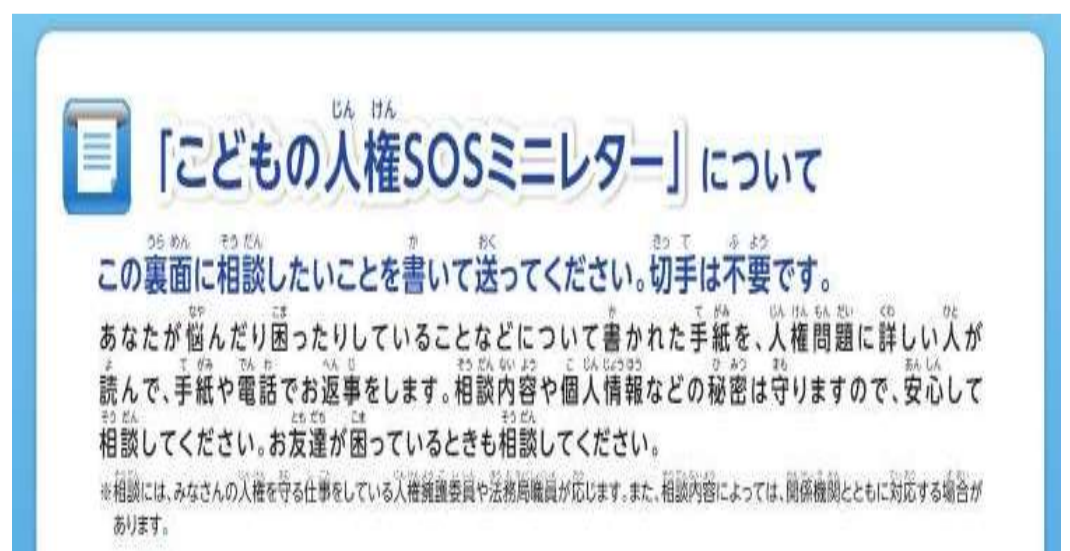 「こどもの人権SOSミニレター」について
この裏面に相談したいことを書いて送ってください。切手は不要です。
あなたが悩んだり困ったりしていることなどについて書かれた手紙を、人権問題に詳しい人が
読んで、手紙や電話でお返事をします。相談内容や個人情報などの秘密は守りますので、安心して
相談してください。お友達が困っているときも相談してください。
※相談には、みなさんの人権を守る仕事をしている人権擁護委員や法務局職員が応じます。また、相談内容によっては、関係機関とともに対応する場合が
あります。